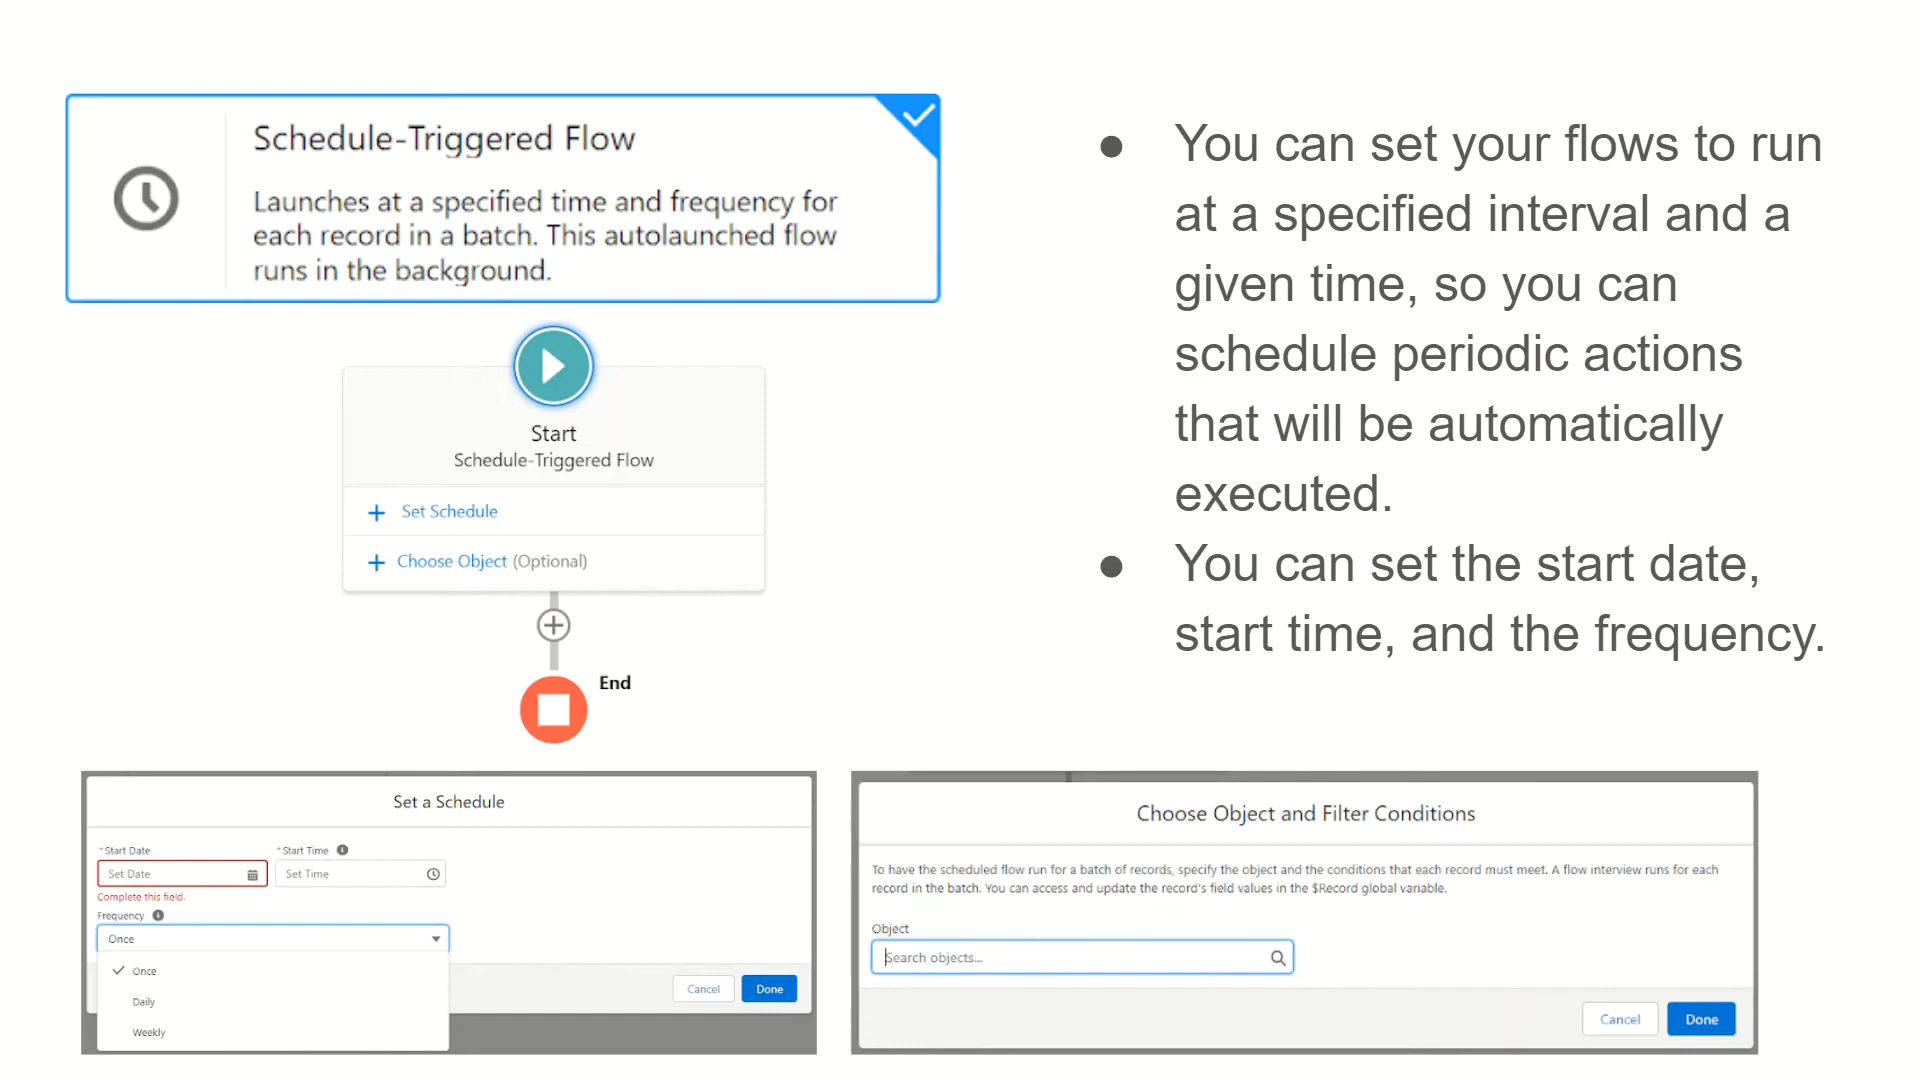 Schedule-Triggered Flow
Launches at a specified time and frequency for
each record in a batch. This autolaunched flow
runs in the background.
Start
Schedule-Triggered Flow
Set Schedule
Choose Object (Optional)
End
● You can set your flows to run
at a specified interval and a
given time, so you can
schedule periodic actions
that will be automatically
executed.
● You can set the start date,
start time, and the frequency.
Set a Schedule
*Start Date
*Start Time
Set Date
Set Time
Complete this field.
Frequency
Once
Once
Daily
Weekly
Cancel
Done
Choose Object and Filter Conditions
To have the scheduled flow run for a batch of records, specify the object and the conditions that each record must meet. A flow interview runs for each
record in the batch. You can access and update the record's field values in the $Record global variable.
Object
Search objects...
Cancel
Done